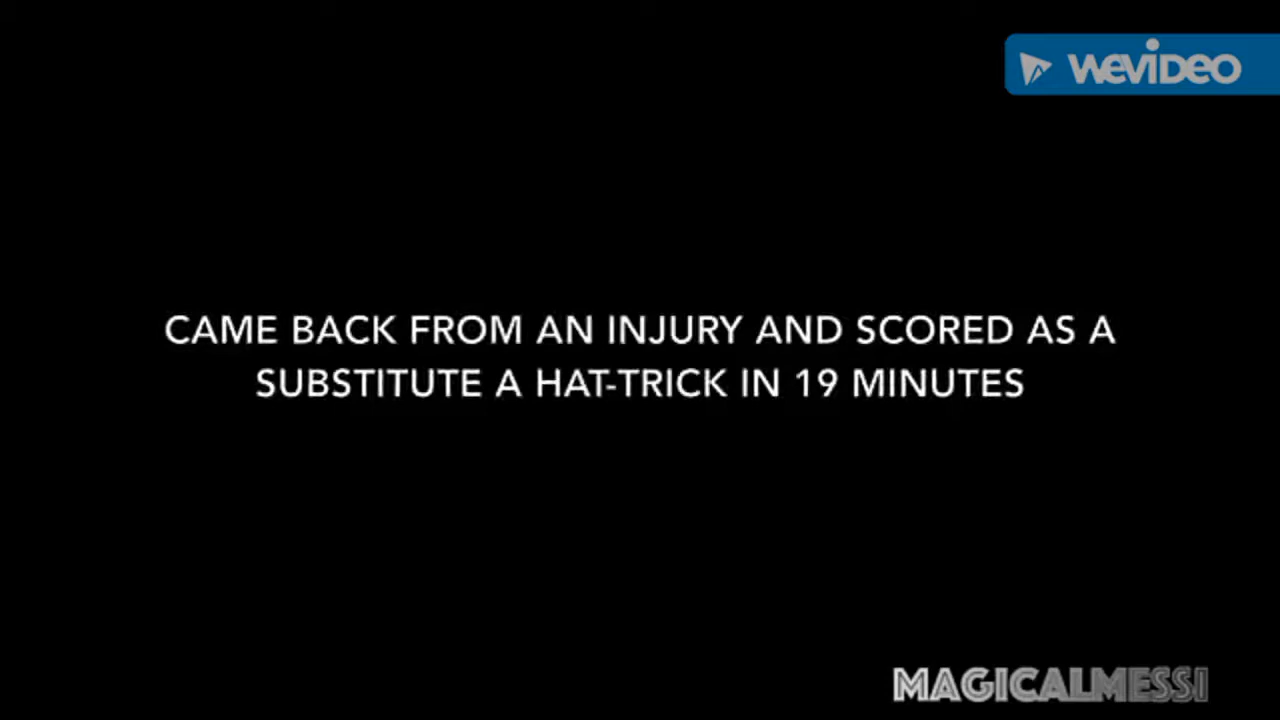 WEVIDEO
CAME BACK FROM AN INJURY AND SCORED AS A
SUBSTITUTE A HAT-TRICK IN 19 MINUTES
MAGICALMESSI